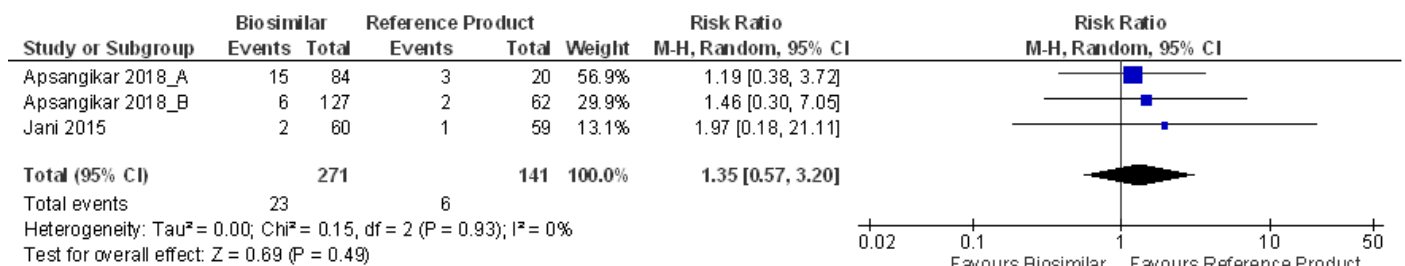 Biosimilar Reference Product Risk Ratio Risk Ratio
Study or Subgroup Events Total Events Total Weight M-H, Random, 95% CI M-H, Random, 95% CI
Apsangikar 2018_A 15 84 3 20 56.9% 1.19 [0.38, 3.72]
Apsangikar 2018_B 6 127 2 62 29.9% 1.46 [0.30, 7.05]
Jani 2015 2 60 1 59 13.1% 1.97 [0.18, 21.11]
Total (95% CI) 271 141 100.0% 1.35 [0.57, 3.20]
Total events 23 6
Heterogeneity: Tau² = 0.00; Chi² = 0.15, df = 2 (P = 0.93); I² = 0%
Test for overall effect: Z = 0.69 (P = 0.49)
0.02 0.1 1 10 50
Favours Biosimilar Favours Reference Product